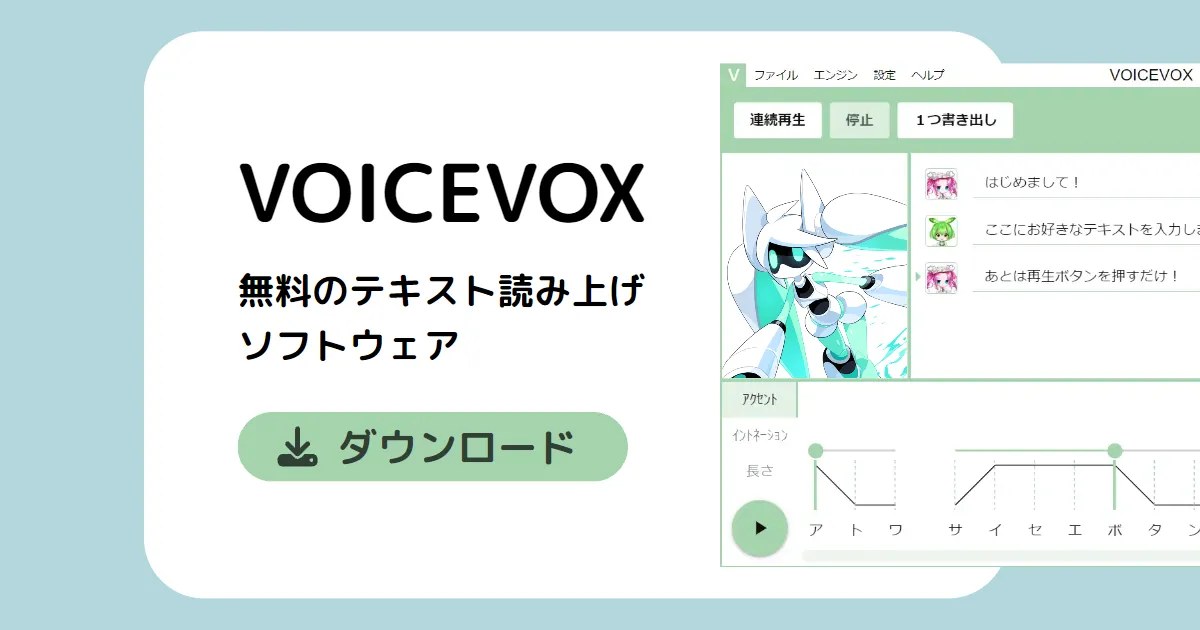 VOICEVOX
無料のテキスト読み上げ
ソフトウェア
ダウンロード
V ファイル エンジン 設定 ヘルプ VOICEVOX
連続再生 停止 1つ書き出し
はじめまして！
ここにお好きなテキストを入力し
あとは再生ボタンを押すだけ！
アクセント
イントネーション
長さ
ア ト ワ サ イ セ エ ボ タ ン